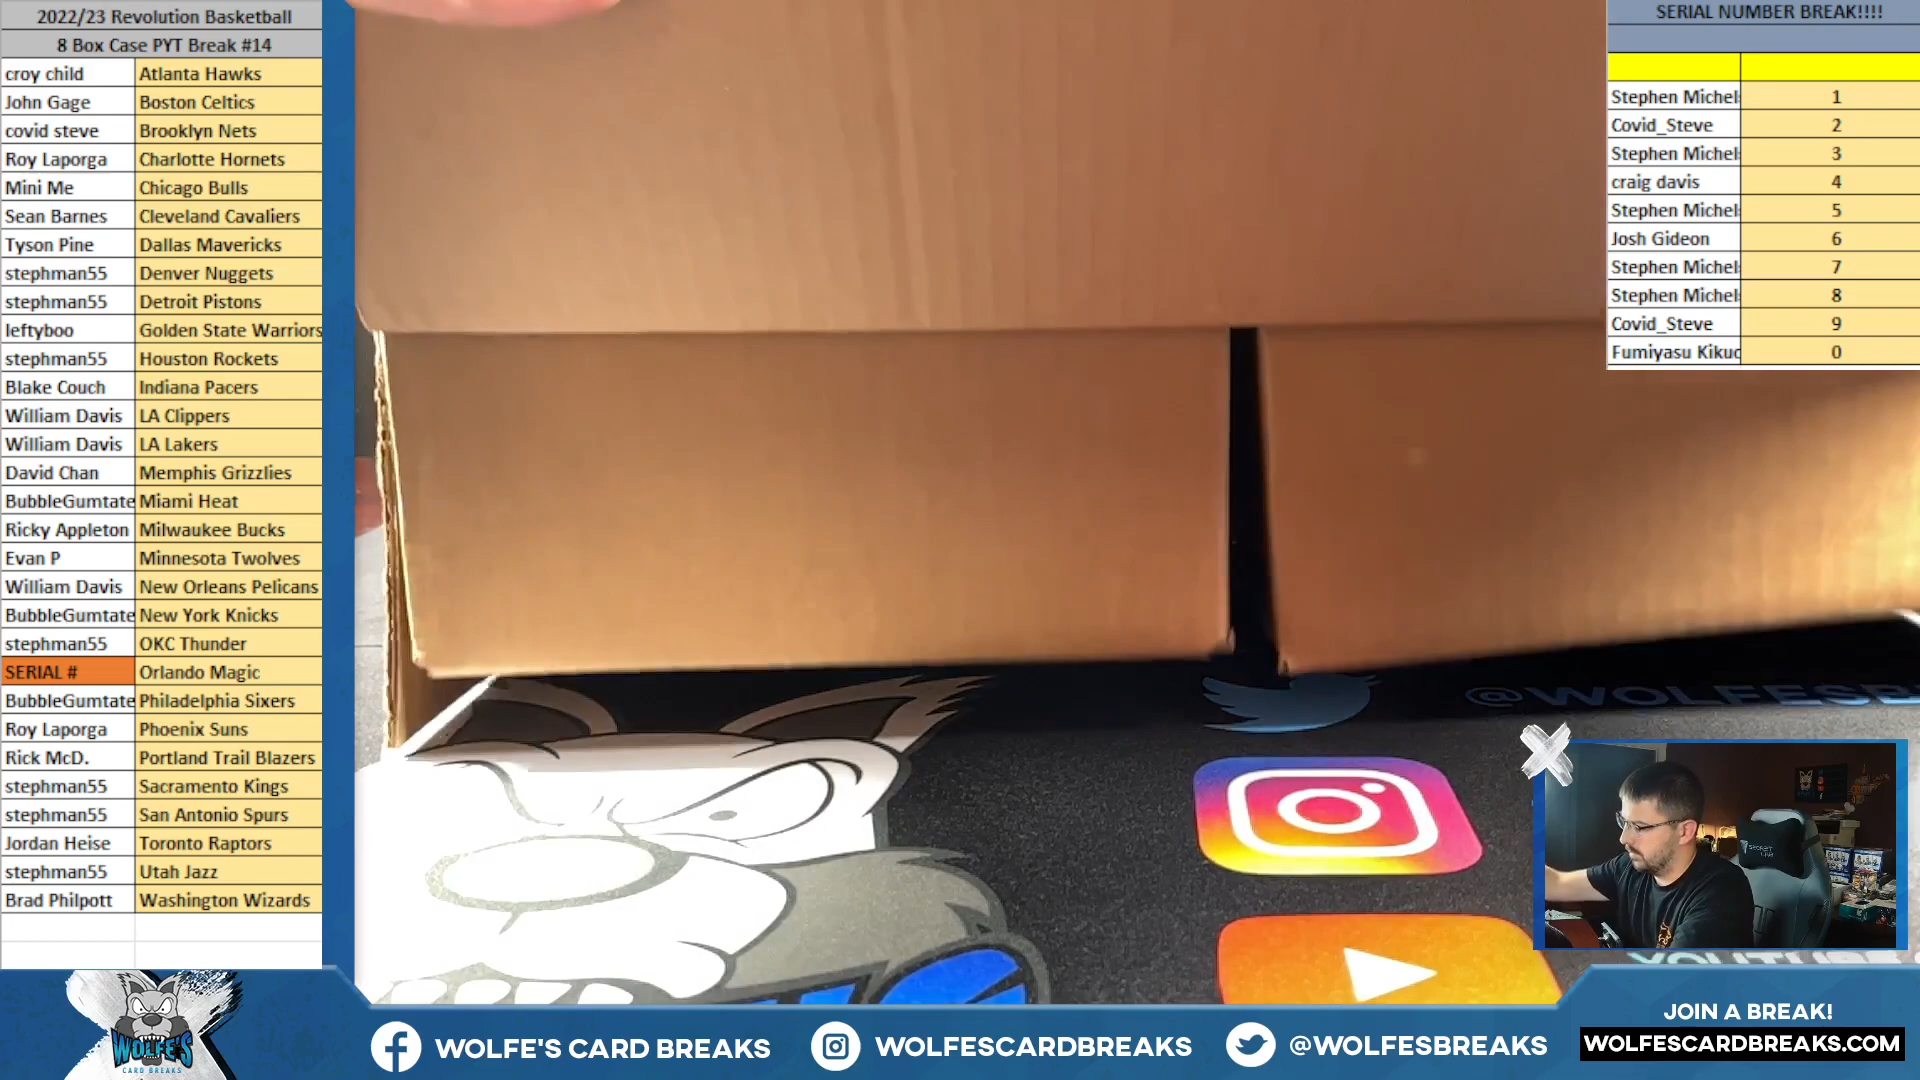 2022/23 Revolution Basketball
8 Box Case PYT Break #14
croy child Atlanta Hawks
John Gage Boston Celtics
covid steve Brooklyn Nets
Roy Laporga Charlotte Hornets
Mini Me Chicago Bulls
Sean Barnes Cleveland Cavaliers
Tyson Pine Dallas Mavericks
stephman55 Denver Nuggets
stephman55 Detroit Pistons
leftyboo Golden State Warriors
stephman55 Houston Rockets
Blake Couch Indiana Pacers
William Davis LA Clippers
William Davis LA Lakers
David Chan Memphis Grizzlies
BubbleGumtate Miami Heat
Ricky Appleton Milwaukee Bucks
Evan P Minnesota Twolves
William Davis New Orleans Pelicans
BubbleGumtate New York Knicks
stephman55 OKC Thunder
SERIAL # Orlando Magic
BubbleGumtate Philadelphia Sixers
Roy Laporga Phoenix Suns
Rick McD. Portland Trail Blazers
stephman55 Sacramento Kings
stephman55 San Antonio Spurs
Jordan Heise Toronto Raptors
stephman55 Utah Jazz
Brad Philpott Washington Wizards
SERIAL NUMBER BREAK!!!!
Stephen Michel 1
Covid_Steve 2
Stephen Michel 3
craig davis 4
Stephen Michel 5
Josh Gideon 6
Stephen Michel 7
Stephen Michel 8
Covid_Steve 9
Fumiyasu Kikuc 0
@WOLFESB
SECRET LAB
WOLFE'S
CARD BREAKS
WOLFE'S CARD BREAKS
WOLFESCARDBREAKS
@WOLFESBREAKS
JOIN A BREAK!
WOLFESCARDBREAKS.COM